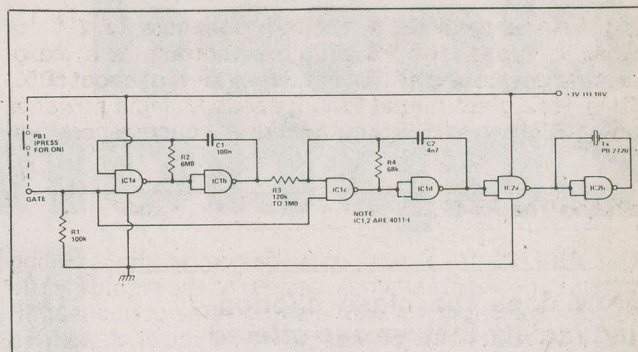 +3V TO 18V
PB1
(PRESS
FOR ON)
C1
100n
C2
4n7
Tx
PB 2720
R2
6M8
R4
68k
IC1a
IC1b
R3
120k
TO 1M0
IC1c
IC1d
IC2a
IC2b
GATE
R1
100k
NOTE
IC1,2 ARE 4011